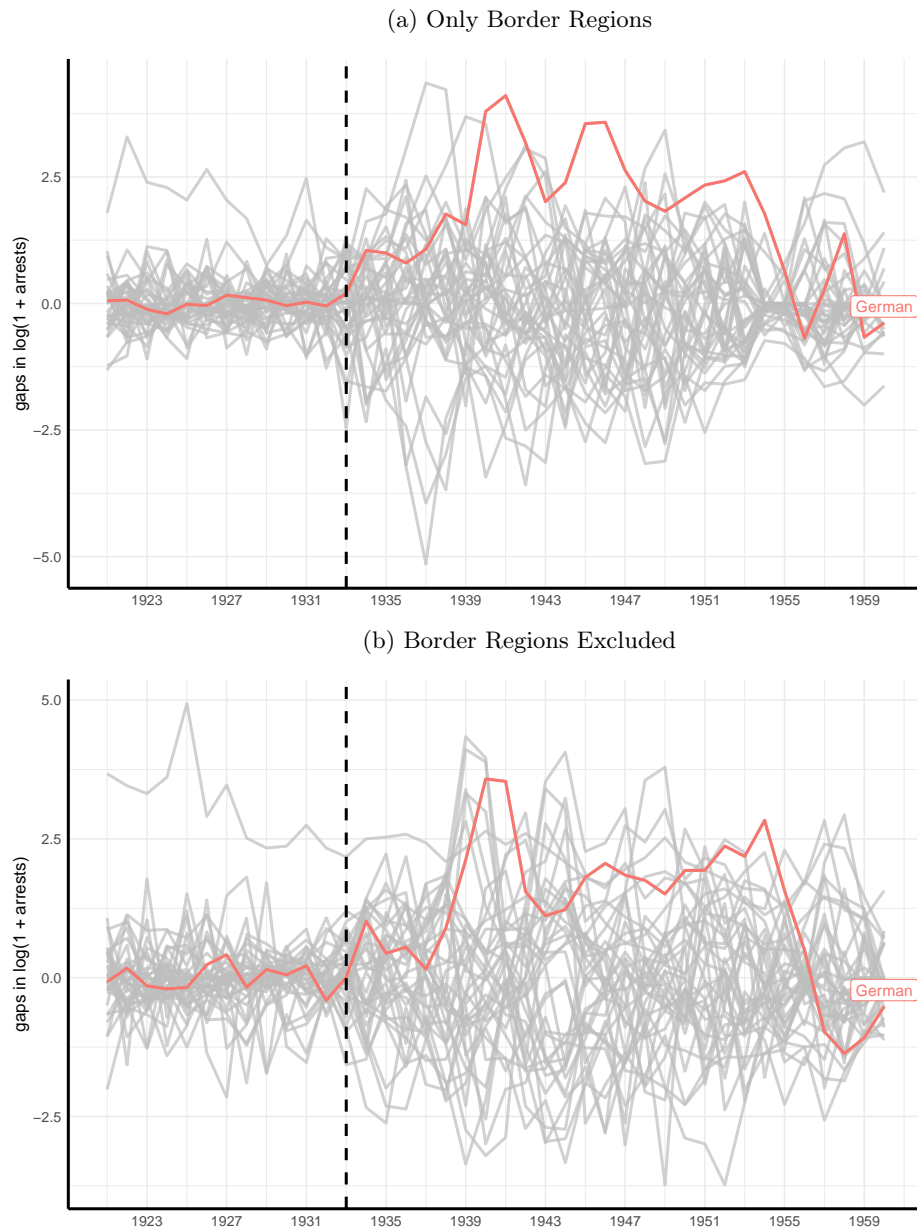 (a) Only Border Regions
gaps in log(1 + arrests)
2.5
0.0
−2.5
−5.0
German
1923 1927 1931 1935 1939 1943 1947 1951 1955 1959
(b) Border Regions Excluded
gaps in log(1 + arrests)
5.0
2.5
0.0
−2.5
German
1923 1927 1931 1935 1939 1943 1947 1951 1955 1959